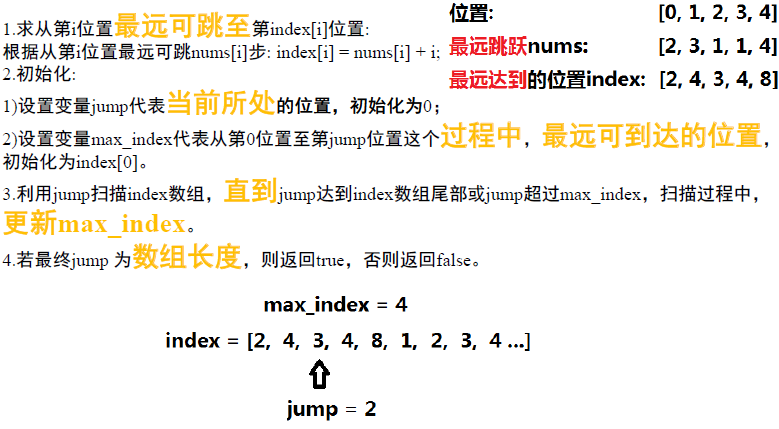 1.求从第i位置最远可跳至第index[i]位置:
根据从第i位置最远可跳nums[i]步: index[i] = nums[i] + i;
2.初始化:
1)设置变量jump代表当前所处的位置，初始化为0；
2)设置变量max_index代表从第0位置至第jump位置这个过程中，最远可到达的位置，
初始化为index[0]。
3.利用jump扫描index数组，直到jump达到index数组尾部或jump超过max_index，扫描过程中，
更新max_index。
4.若最终jump 为数组长度，则返回true，否则返回false。
位置: [0, 1, 2, 3, 4]
最远跳跃nums: [2, 3, 1, 1, 4]
最远达到的位置index: [2, 4, 3, 4, 8]
max_index = 4
index = [2, 4, 3, 4, 8, 1, 2, 3, 4 ...]
jump = 2